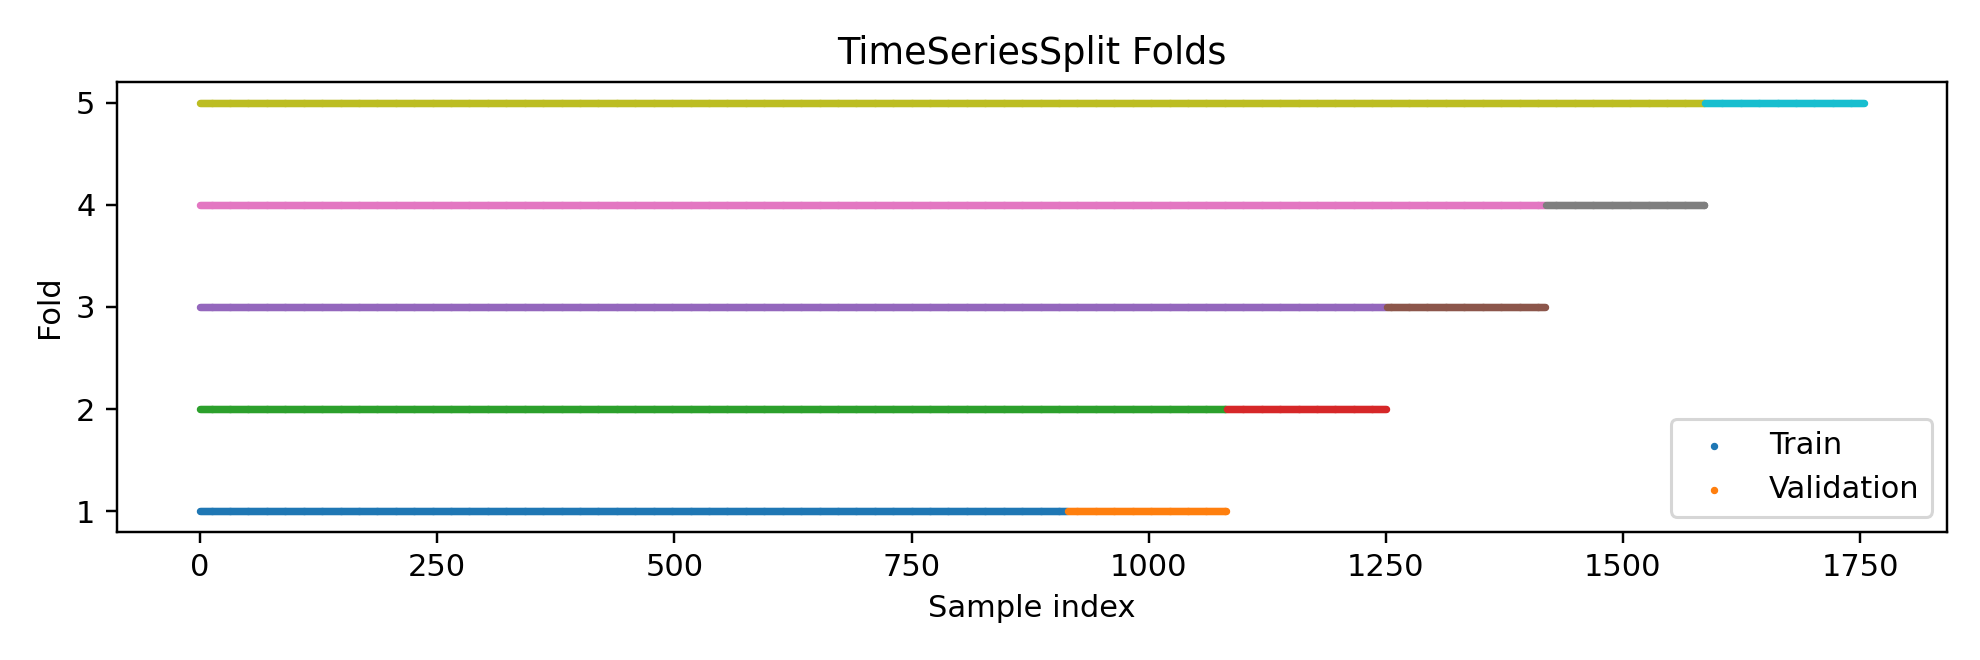 TimeSeriesSplit Folds
5
4
3
2
1
Fold
Train
Validation
0 250 500 750 1000 1250 1500 1750
Sample index